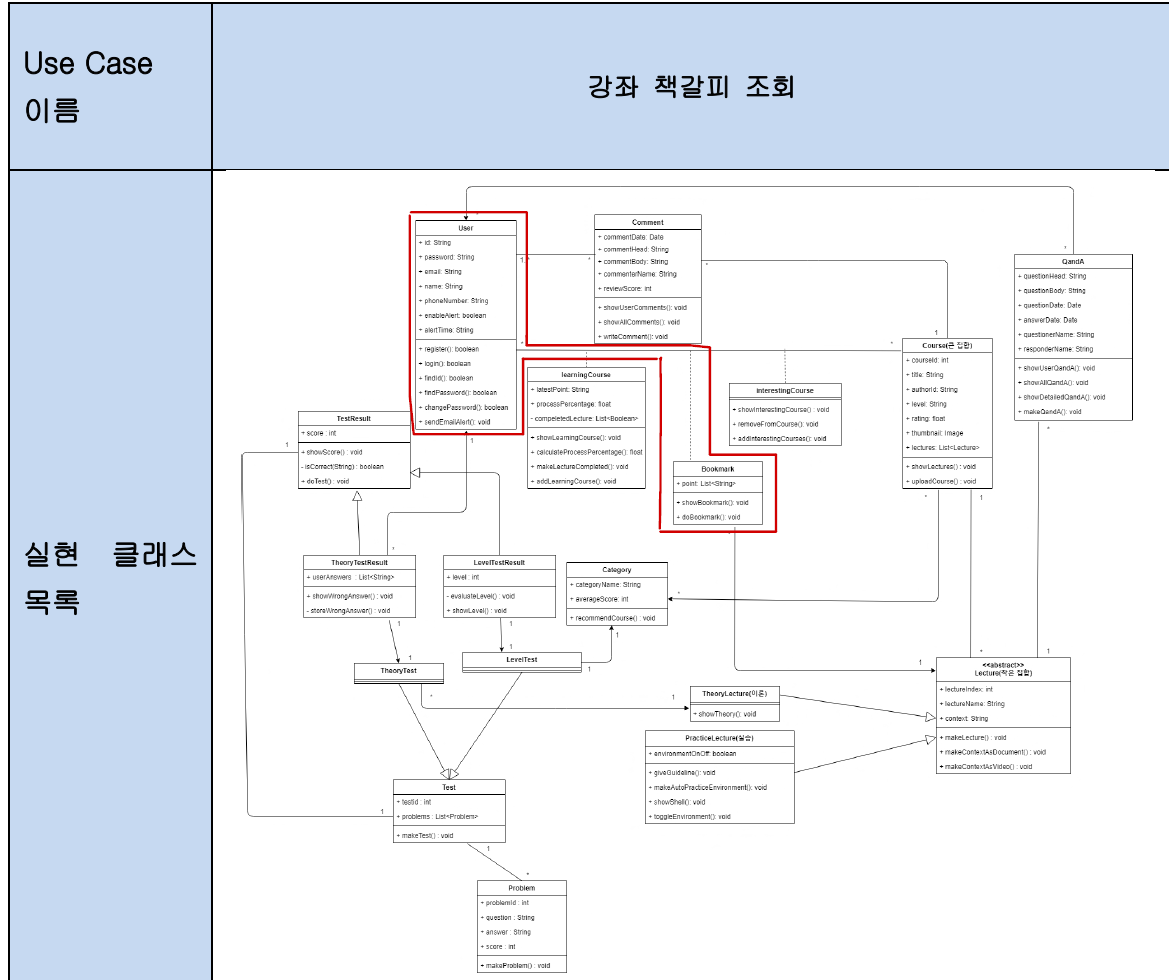 Use Case
이름
강좌 책갈피 조회
실현 클래스
목록
User
+ id: String
+ password: String
+ email: String
+ name: String
+ phoneNumber: String
+ enableAlert: boolean
+ alertTime: String
+ register(): boolean
+ login(): boolean
+ findId(): boolean
+ findPassword(): boolean
+ changePassword(): boolean
+ sendEmailAlert(): void
Comment
+ commentDate: Date
+ commentHead: String
+ commentBody: String
+ commenterName: String
+ reviewScore: int
+ showUserComments(): void
+ showAllComments(): void
+ writeComment(): void
QandA
+ questionHead: String
+ questionBody: String
+ questionDate: Date
+ answerDate: Date
+ questionerName: String
+ responderName: String
+ showUserQandA(): void
+ showAllQandA(): void
+ showDetailedQandA(): void
+ makeQandA(): void
Course(큰 집합)
+ courseId: int
+ title: String
+ authorId: String
+ level: String
+ rating: float
+ thumbnail: Image
+ lectures: List<Lecture>
+ showLectures(): void
+ uploadCourse(): void
learningCourse
+ latestPoint: String
+ processPercentage: float
- compeletedLecture: List<Boolean>
+ showLearningCourse(): void
+ calculateProcessPercentage(): float
+ makeLectureCompleted(): void
+ addLearningCourse(): void
interestingCourse
+ showInterestingCourse() : void
+ removeFromCourse(): void
+ addInterestingCourses(): void
Bookmark
+ point: List<String>
+ showBookmark(): void
+ doBookmark(): void
TestResult
+ score : int
+ showScore() : void
- isCorrect(String) : boolean
+ doTest() : void
TheoryTestResult
+ userAnswers : List<String>
+ showWrongAnswer() : void
- storeWrongAnswer() : void
LevelTestResult
+ level : int
- evaluateLevel() : void
+ showLevel() : void
Category
+ categoryName: String
+ averageScore: int
+ recommendCourse() : void
TheoryTest
LevelTest
<<abstract>>
Lecture(작은 집합)
+ lectureIndex: int
+ lectureName: String
+ context: String
+ makeLecture() : void
+ makeContextAsDocument(): void
+ makeContextAsVideo(): void
TheoryLecture(이론)
+ showTheory(): void
PracticeLecture(실습)
+ environmentOnOff: boolean
+ giveGuideline(): void
+ makeAutoPracticeEnvironment(): void
+ showShell(): void
+ toggleEnvironment(): void
Test
+ testId : int
+ problems : List<Problem>
+ makeTest() : void
Problem
+ problemId : int
+ question : String
+ answer : String
+ score : int
+ makeProblem() : void